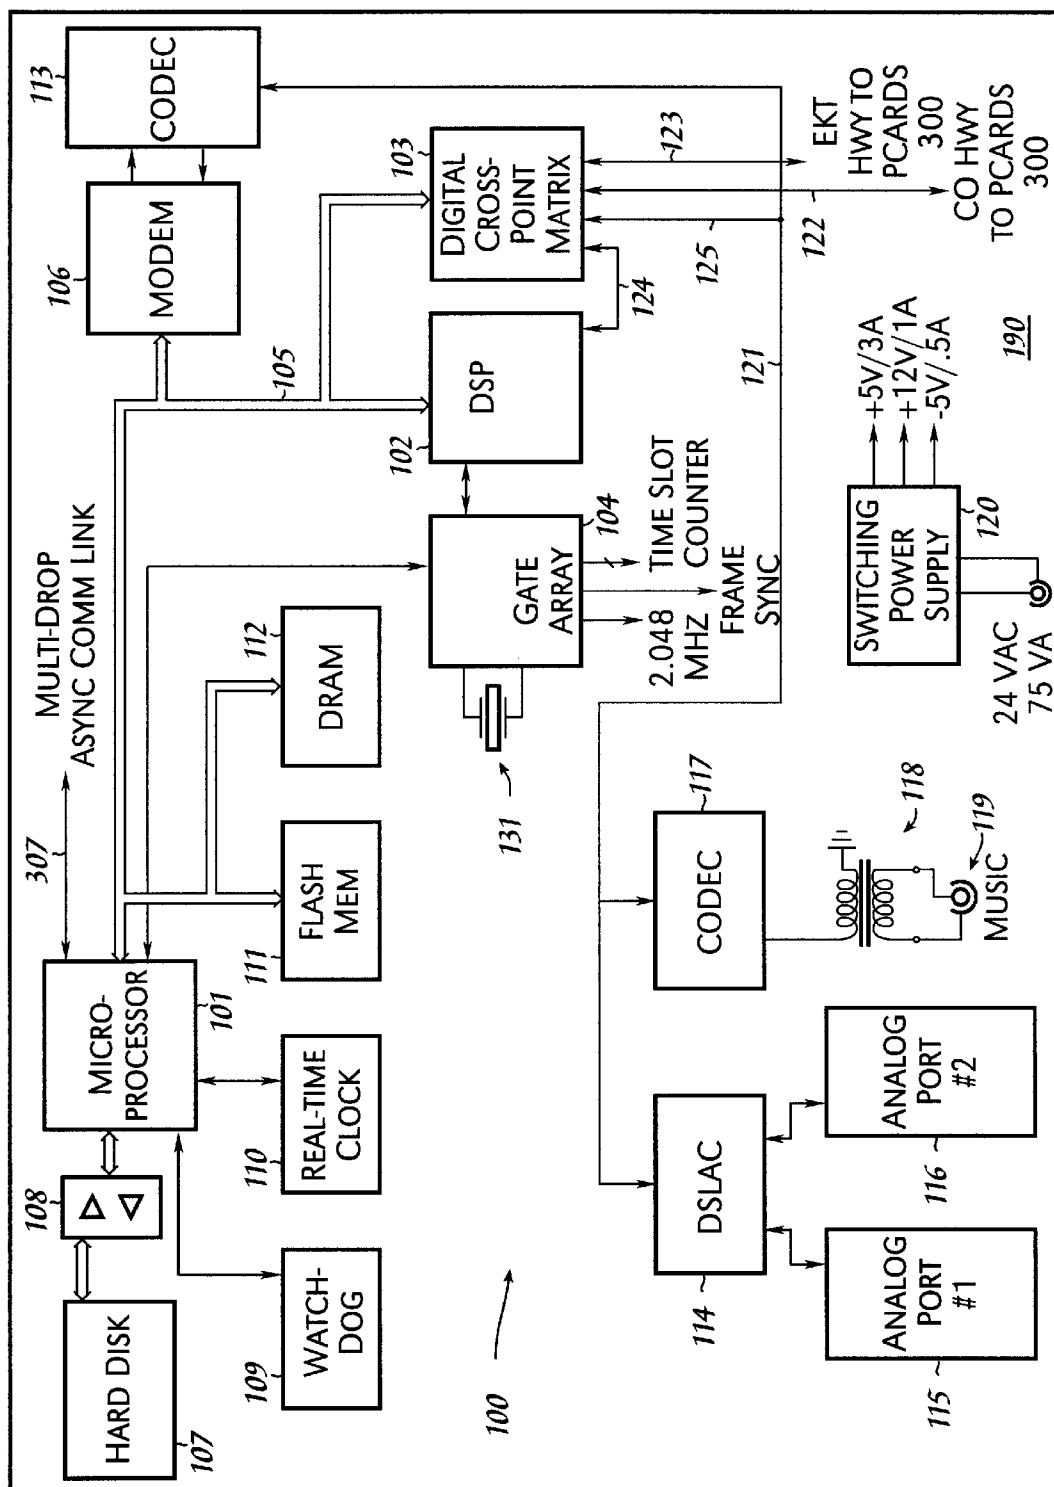 HARD DISK
107
108
MICRO-
PROCESSOR
101
307
MULTI-DROP
ASYNC COMM LINK
105
106
MODEM
113
CODEC
109
WATCH-
DOG
110
REAL-TIME
CLOCK
111
FLASH
MEM
112
DRAM
131
GATE
ARRAY
104
102
DSP
124
103
DIGITAL
CROSS-
POINT
MATRIX
2.048
MHZ
FRAME
SYNC
TIME SLOT
COUNTER
121
125
122
123
EKT
HWY TO
PCARDS
300
CO HWY
TO PCARDS
300
100
114
DSLAC
117
CODEC
115
ANALOG
PORT
#1
116
ANALOG
PORT
#2
118
119
MUSIC
SWITCHING
POWER
SUPPLY
120
24 VAC
75 VA
+5V/3A
+12V/1A
-5V/.5A
190